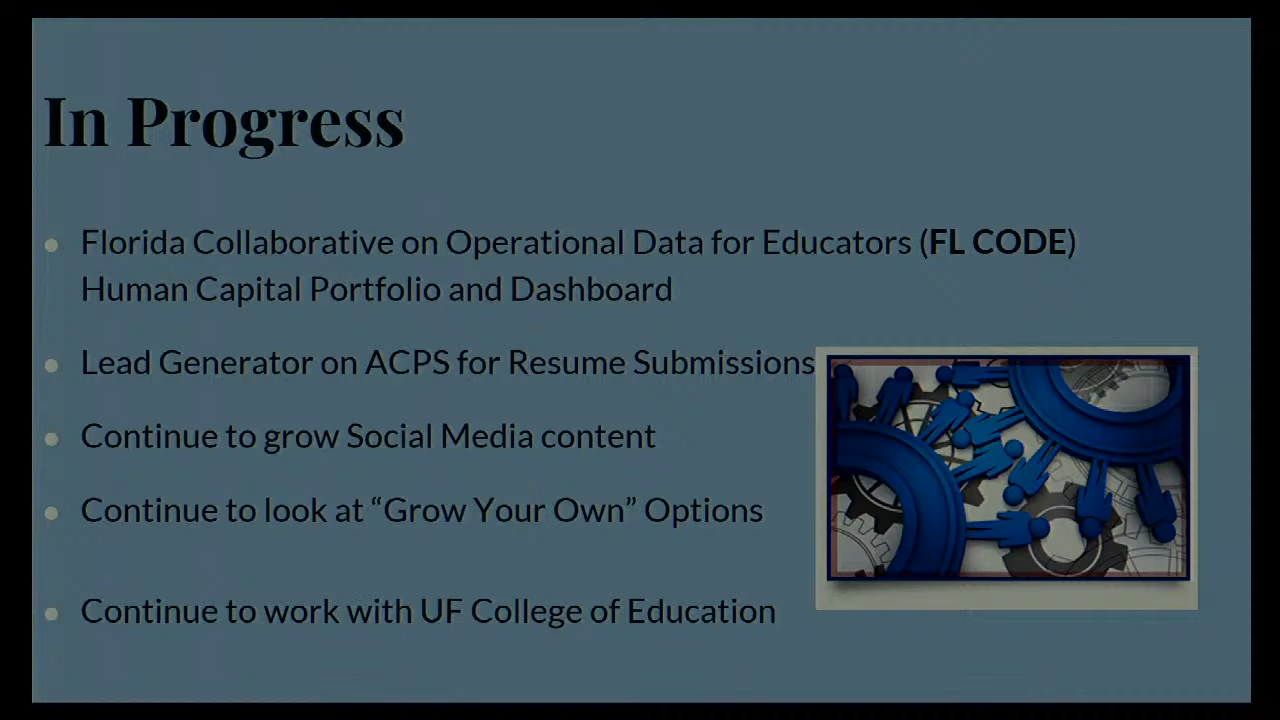 In Progress
Florida Collaborative on Operational Data for Educators (FL CODE)
Human Capital Portfolio and Dashboard
Lead Generator on ACPS for Resume Submissions
Continue to grow Social Media content
Continue to look at “Grow Your Own” Options
Continue to work with UF College of Education